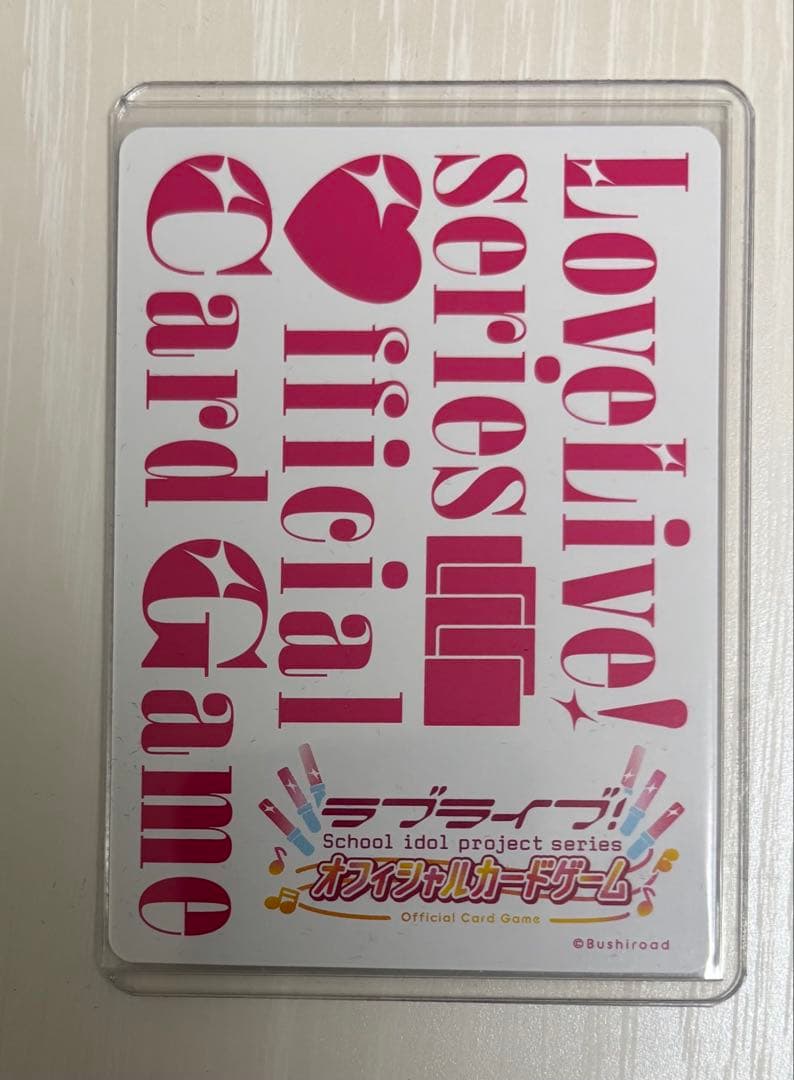 LoveLive!
series
Official
Card Game
ラブライブ!
School idol project series
オフィシャルカードゲーム
Official Card Game
©Bushiroad